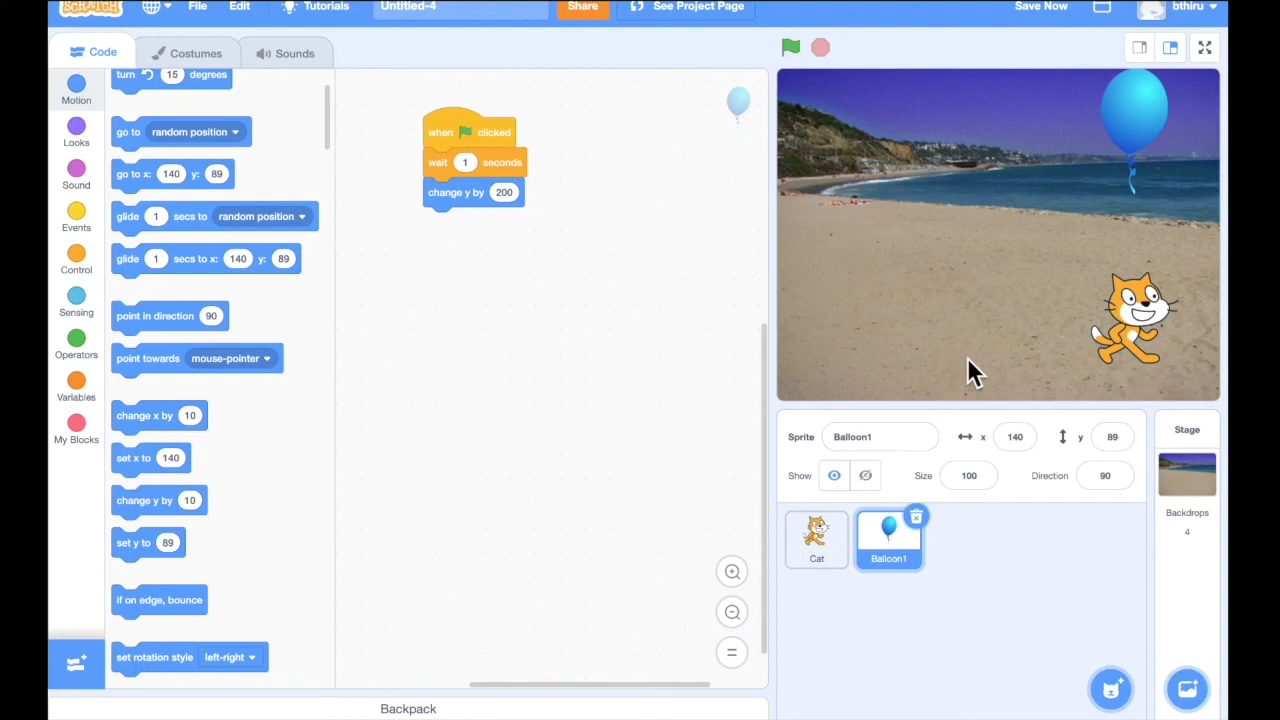 SCRATCH
File
Edit
Tutorials
Untitled-4
Share
See Project Page
Save Now
bthiru
Code
Costumes
Sounds
Motion
Looks
Sound
Events
Control
Sensing
Operators
Variables
My Blocks
turn 15 degrees
go to random position
go to x: 140 y: 89
glide 1 secs to random position
glide 1 secs to x: 140 y: 89
point in direction 90
point towards mouse-pointer
change x by 10
set x to 140
change y by 10
set y to 89
if on edge, bounce
set rotation style left-right
when clicked
wait 1 seconds
change y by 200
Sprite Balloon1 x 140 y 89
Show Size 100 Direction 90
Cat
Balloon1
Stage
Backdrops
4
Backpack